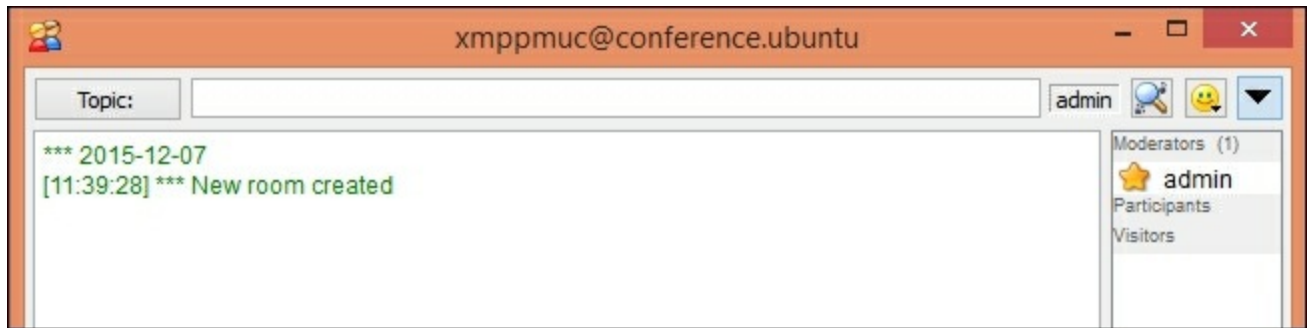 xmppmuc@conference.ubuntu
Topic: admin
*** 2015-12-07
[11:39:28] *** New room created
Moderators (1)
admin
Participants
Visitors